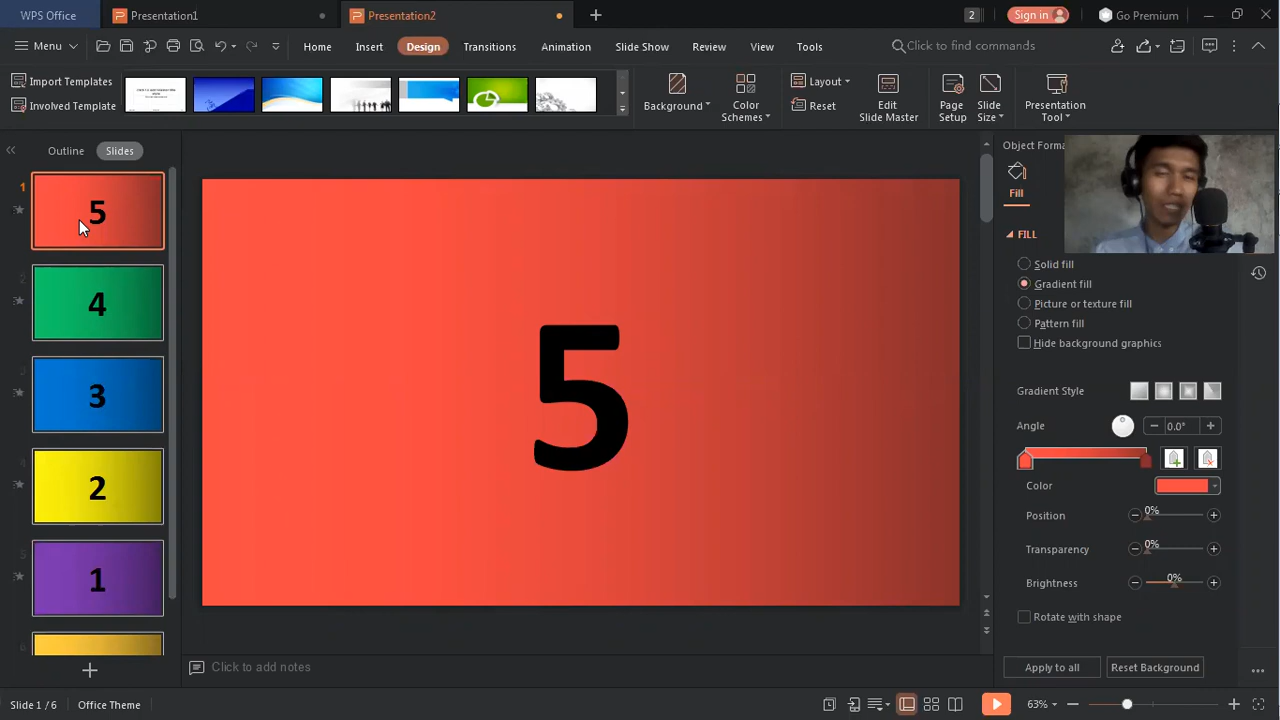 WPS Office
Presentation1
Presentation2
2
Sign in
Go Premium
Menu
Home
Insert
Design
Transitions
Animation
Slide Show
Review
View
Tools
Click to find commands
Import Templates
Involved Template
Background
Color
Schemes
Layout
Reset
Edit
Slide Master
Page
Setup
Slide
Size
Presentation
Tool
Outline
Slides
1
5
2
4
3
3
4
2
5
1
6
5
Object Forma
Fill
FILL
Solid fill
Gradient fill
Picture or texture fill
Pattern fill
Hide background graphics
Gradient Style
Angle
0.0°
Color
Position
0%
Transparency
0%
Brightness
0%
Rotate with shape
Apply to all
Reset Background
Click to add notes
Slide 1 / 6
Office Theme
63%